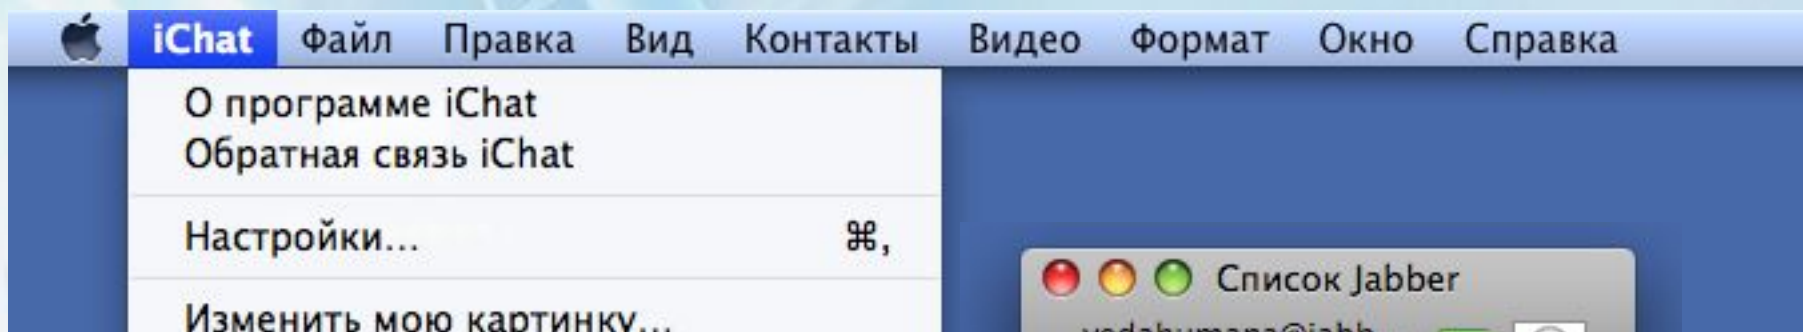 iChat Файл Правка Вид Контакты Видео Формат Окно Справка
О программе iChat
Обратная связь iChat
Настройки... ⌘,
Изменить мою картинку...
Список Jabber